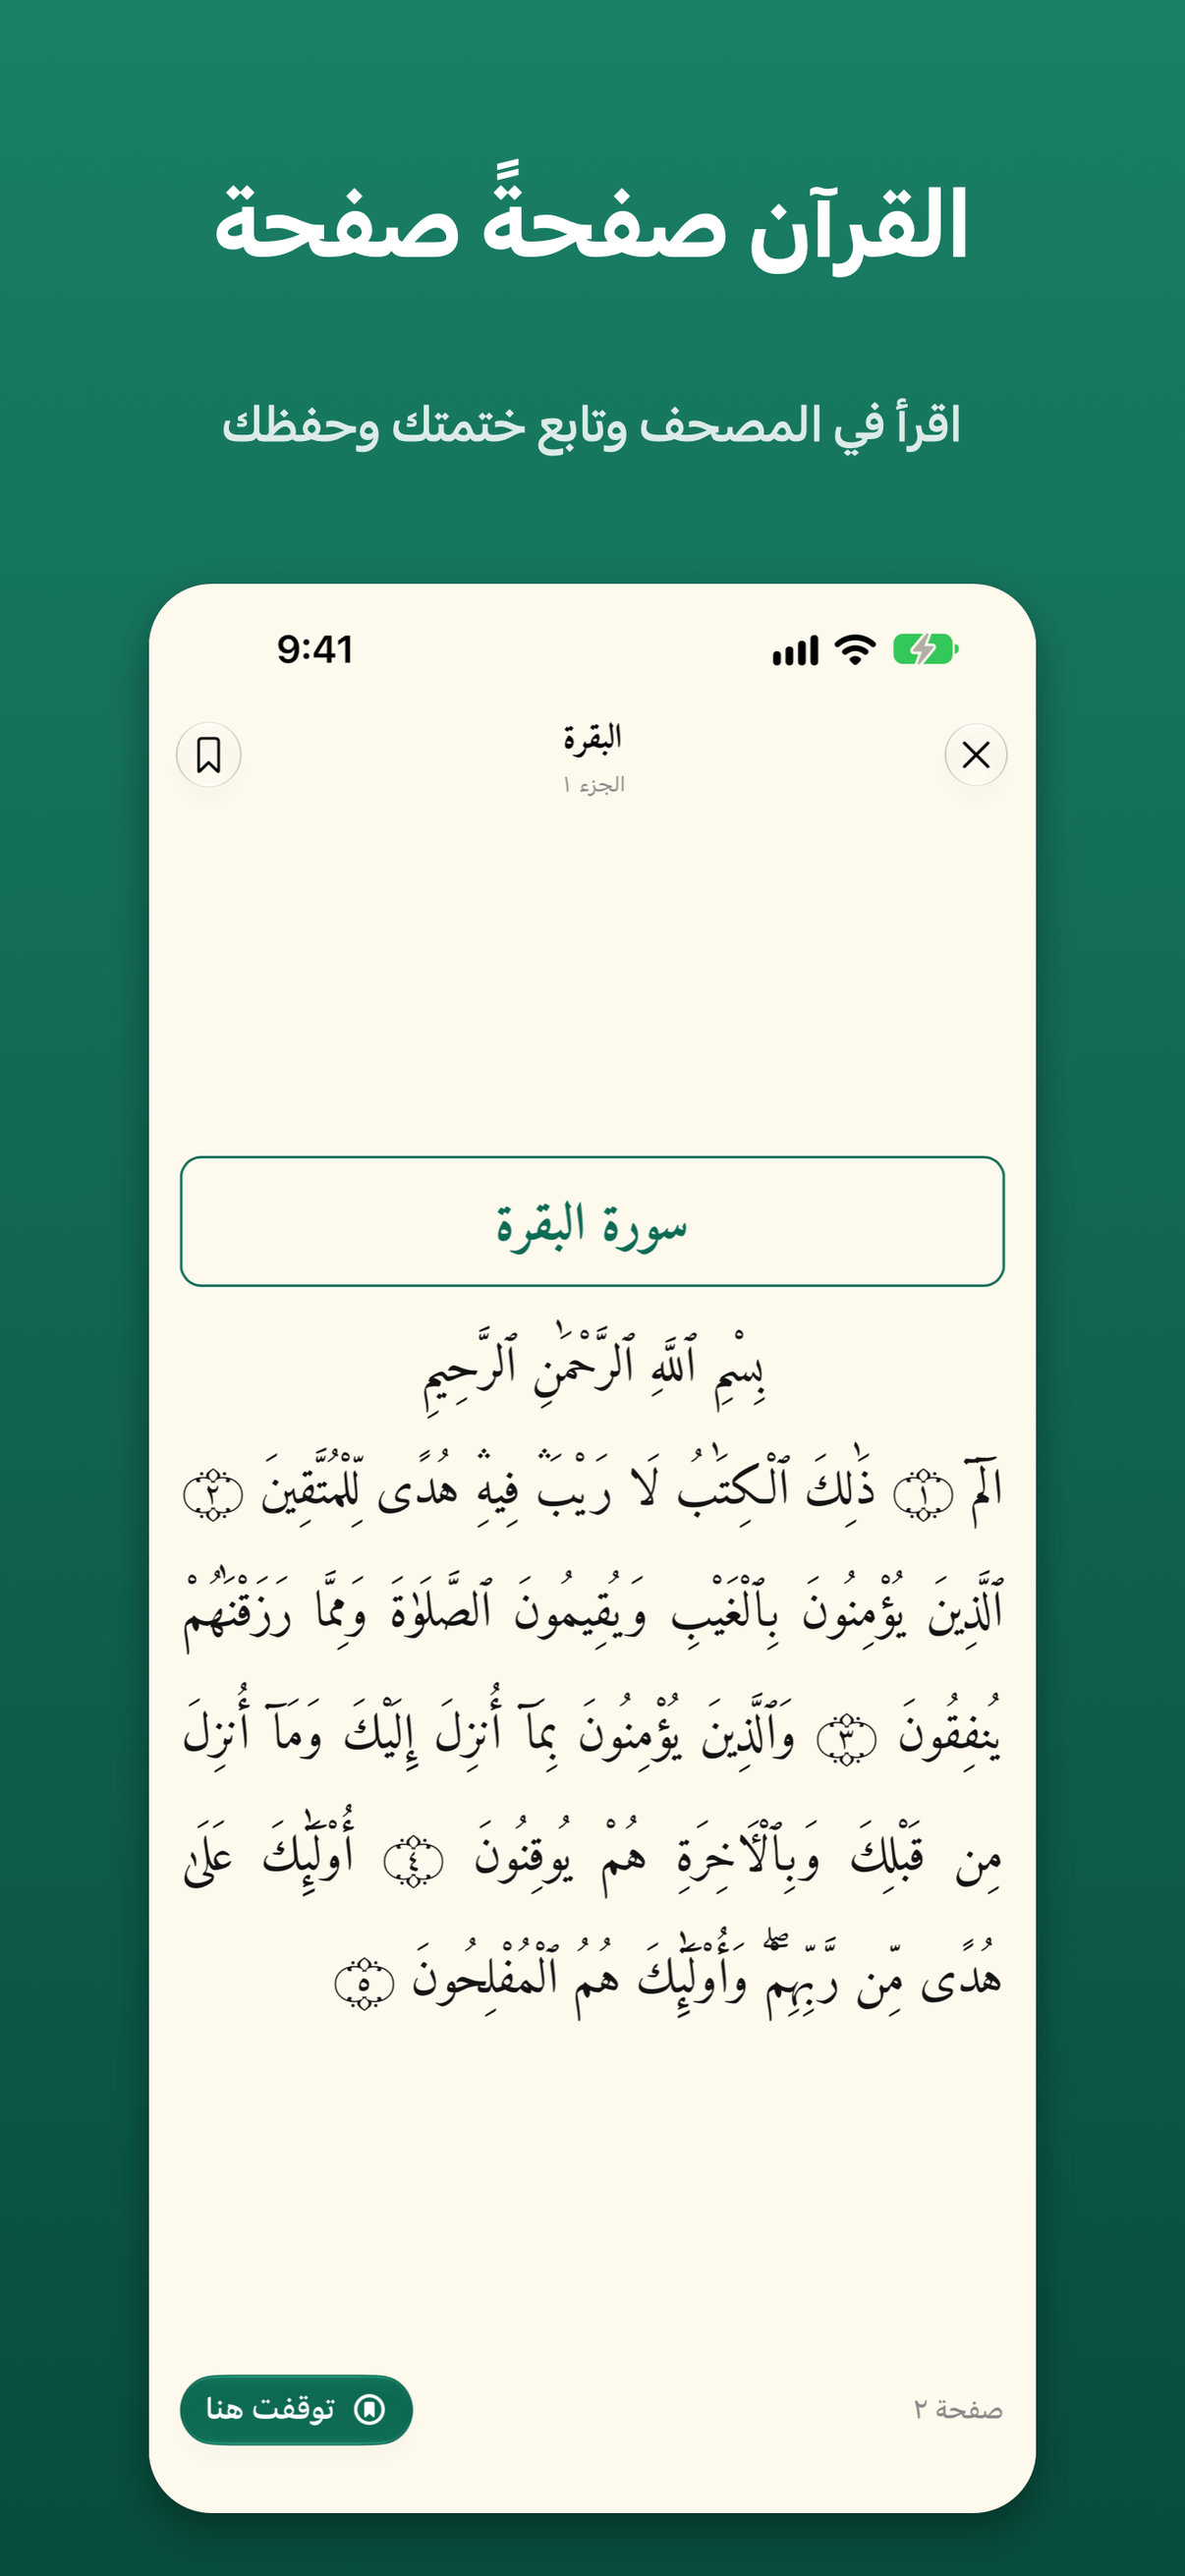 القرآن صفحةً صفحة
اقرأ في المصحف وتابع ختمتك وحفظك
9:41
البقرة
الجزء ١
سورة البقرة
بِسْمِ ٱللَّهِ ٱلرَّحْمَٰنِ ٱلرَّحِيمِ
الٓمٓ ١ ذَٰلِكَ ٱلْكِتَٰبُ لَا رَيْبَ ۛ فِيهِ ۛ هُدًى لِّلْمُتَّقِينَ ٢
ٱلَّذِينَ يُؤْمِنُونَ بِٱلْغَيْبِ وَيُقِيمُونَ ٱلصَّلَوٰةَ وَمِمَّا رَزَقْنَٰهُمْ
يُنفِقُونَ ٣ وَٱلَّذِينَ يُؤْمِنُونَ بِمَآ أُنزِلَ إِلَيْكَ وَمَآ أُنزِلَ
مِن قَبْلِكَ وَبِٱلْأَخِرَةِ هُمْ يُوقِنُونَ ٤ أُو۟لَٰٓئِكَ عَلَىٰ
هُدًى مِّن رَّبِّهِمْ ۖ وَأُو۟لَٰٓئِكَ هُمُ ٱلْمُفْلِحُونَ ٥
صفحة ٢
توقفت هنا